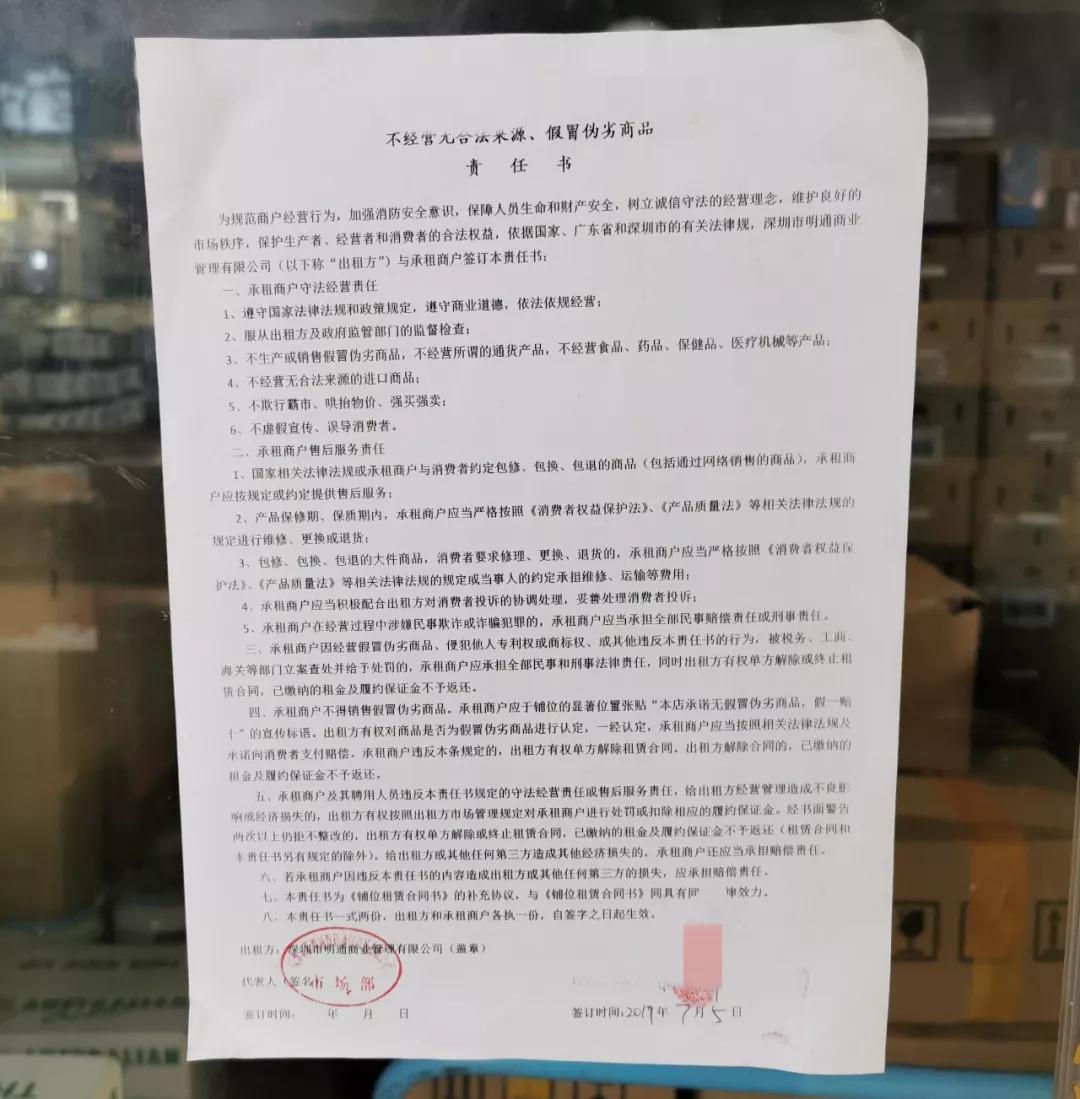 不经营无合法来源、假冒伪劣商品
责 任 书
为规范商户经营行为，加强消防安全意识，保障人员生命和财产安全，树立诚信守法的经营理念，维护良好的
市场秩序，保护生产者、经营者和消费者的合法权益，依据国家、广东省和深圳市的有关法律规，深圳市明通商业
管理有限公司（以下称“出租方”）与承租商户签订本责任书：
一、承租商户守法经营责任
1、遵守国家法律法规和政策规定，遵守商业道德，依法依规经营；
2、服从出租方及政府监管部门的监督检查；
3、不生产或销售假冒伪劣商品，不经营所谓的通货产品，不经营食品、药品、保健品、医疗机械等产品；
4、不经营无合法来源的进口商品；
5、不欺行霸市、哄抬物价、强买强卖；
6、不虚假宣传、误导消费者。
二、承租商户售后服务责任
1、国家相关法律法规或承租商户与消费者约定包修、包换、包退的商品（包括通过网络销售的商品），承租商
户应按规定或约定提供售后服务；
2、产品保修期、保质期内，承租商户应当严格按照《消费者权益保护法》、《产品质量法》等相关法律法规的
规定进行维修、更换或退货；
3、包修、包换、包退的大件商品，消费者要求修理、更换、退货的，承租商户应当严格按照《消费者权益保
护法》、《产品质量法》等相关法律法规的规定或当事人的约定承担维修、运输等费用；
4、承租商户应当积极配合出租方对消费者投诉的协调处理，妥善处理消费者投诉；
5、承租商户在经营过程中涉嫌民事欺诈或诈骗犯罪的，承租商户应当承担全部民事赔偿责任或刑事责任。
三、承租商户因经营假冒伪劣商品、侵犯他人专利权或商标权、或其他违反本责任书的行为，被税务、工商、
海关等部门立案查处并给予处罚的，承租商户应承担全部民事和刑事法律责任，同时出租方有权单方解除或终止租
赁合同，已缴纳的租金及履约保证金不予返还。
四、承租商户不得销售假冒伪劣商品。承租商户应于铺位的显著位置张贴“本店承诺无假冒伪劣商品，假一赔
十”的宣传标语。出租方有权对商品是否为假冒伪劣商品进行认定，一经认定，承租商户应当按照相关法律法规及
承诺向消费者支付赔偿。承租商户违反本条规定的，出租方有权单方解除租赁合同。出租方解除合同的，已缴纳的
租金及履约保证金不予返还。
五、承租商户及其聘用人员违反本责任书规定的守法经营责任或售后服务责任，给出租方经营管理造成不良影
响或经济损失的，出租方有权按照出租方市场管理规定对承租商户进行处罚或扣除相应的履约保证金。经书面警告
两次以上仍拒不整改的，出租方有权单方解除或终止租赁合同，已缴纳的租金及履约保证金不予返还（租赁合同和
本责任书另有规定的除外）。给出租方或其他任何第三方造成其他经济损失的，承租商户还应当承担赔偿责任。
六、若承租商户因违反本责任书的内容造成出租方或其他任何第三方的损失，应承担赔偿责任。
七、本责任书为《铺位租赁合同书》的补充协议，与《铺位租赁合同书》同具有同 律效力。
八、本责任书一式两份，出租方和承租商户各执一份，自签字之日起生效。
出租方：深圳市明通商业管理有限公司（盖章）
代表人（签名
市场部
签订时间： 年 月 日
签订时间:2019年7月5日